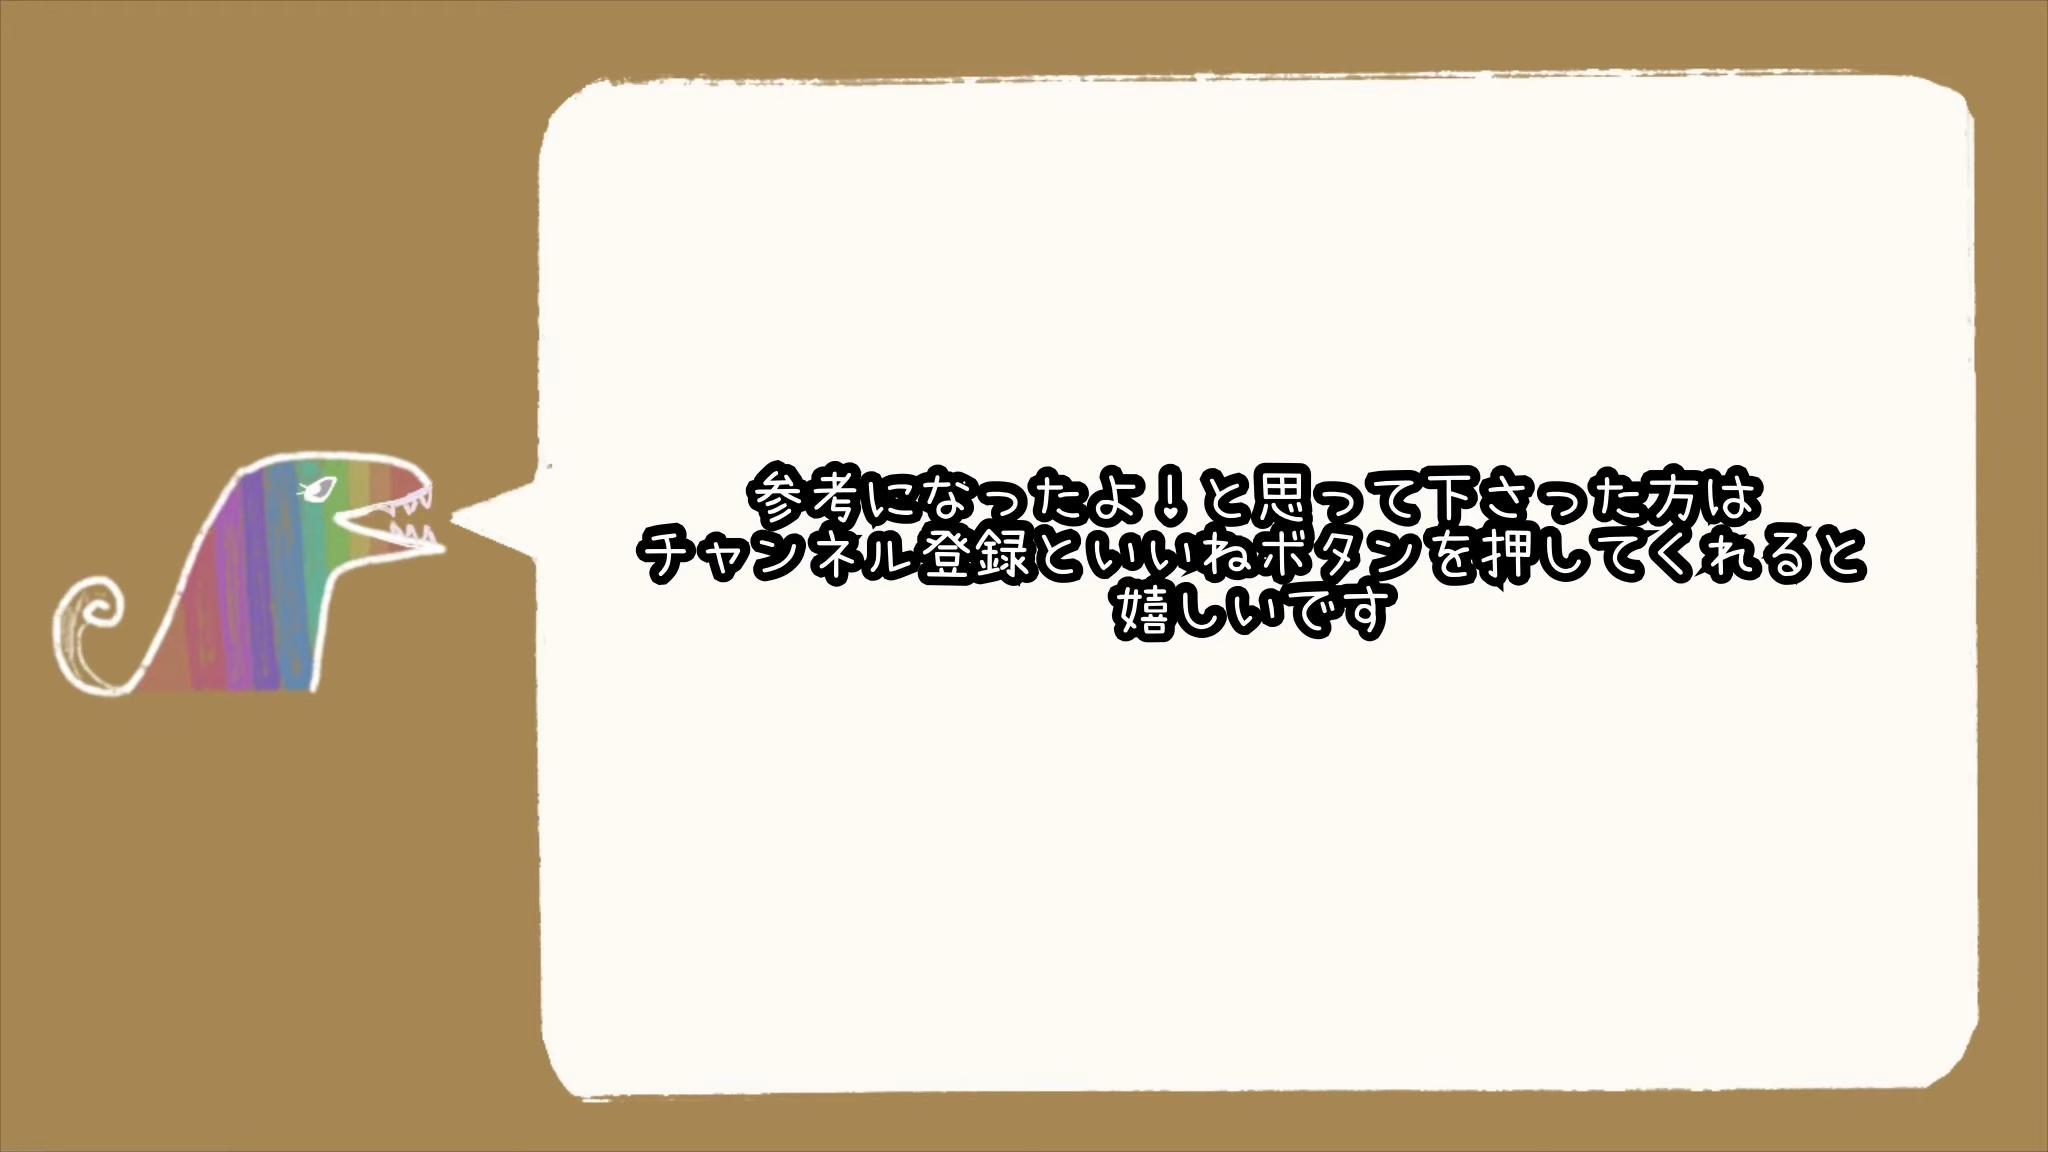 参考になったよ！と思って下さった方は
チャンネル登録といいねボタンを押してくれると
嬉しいです